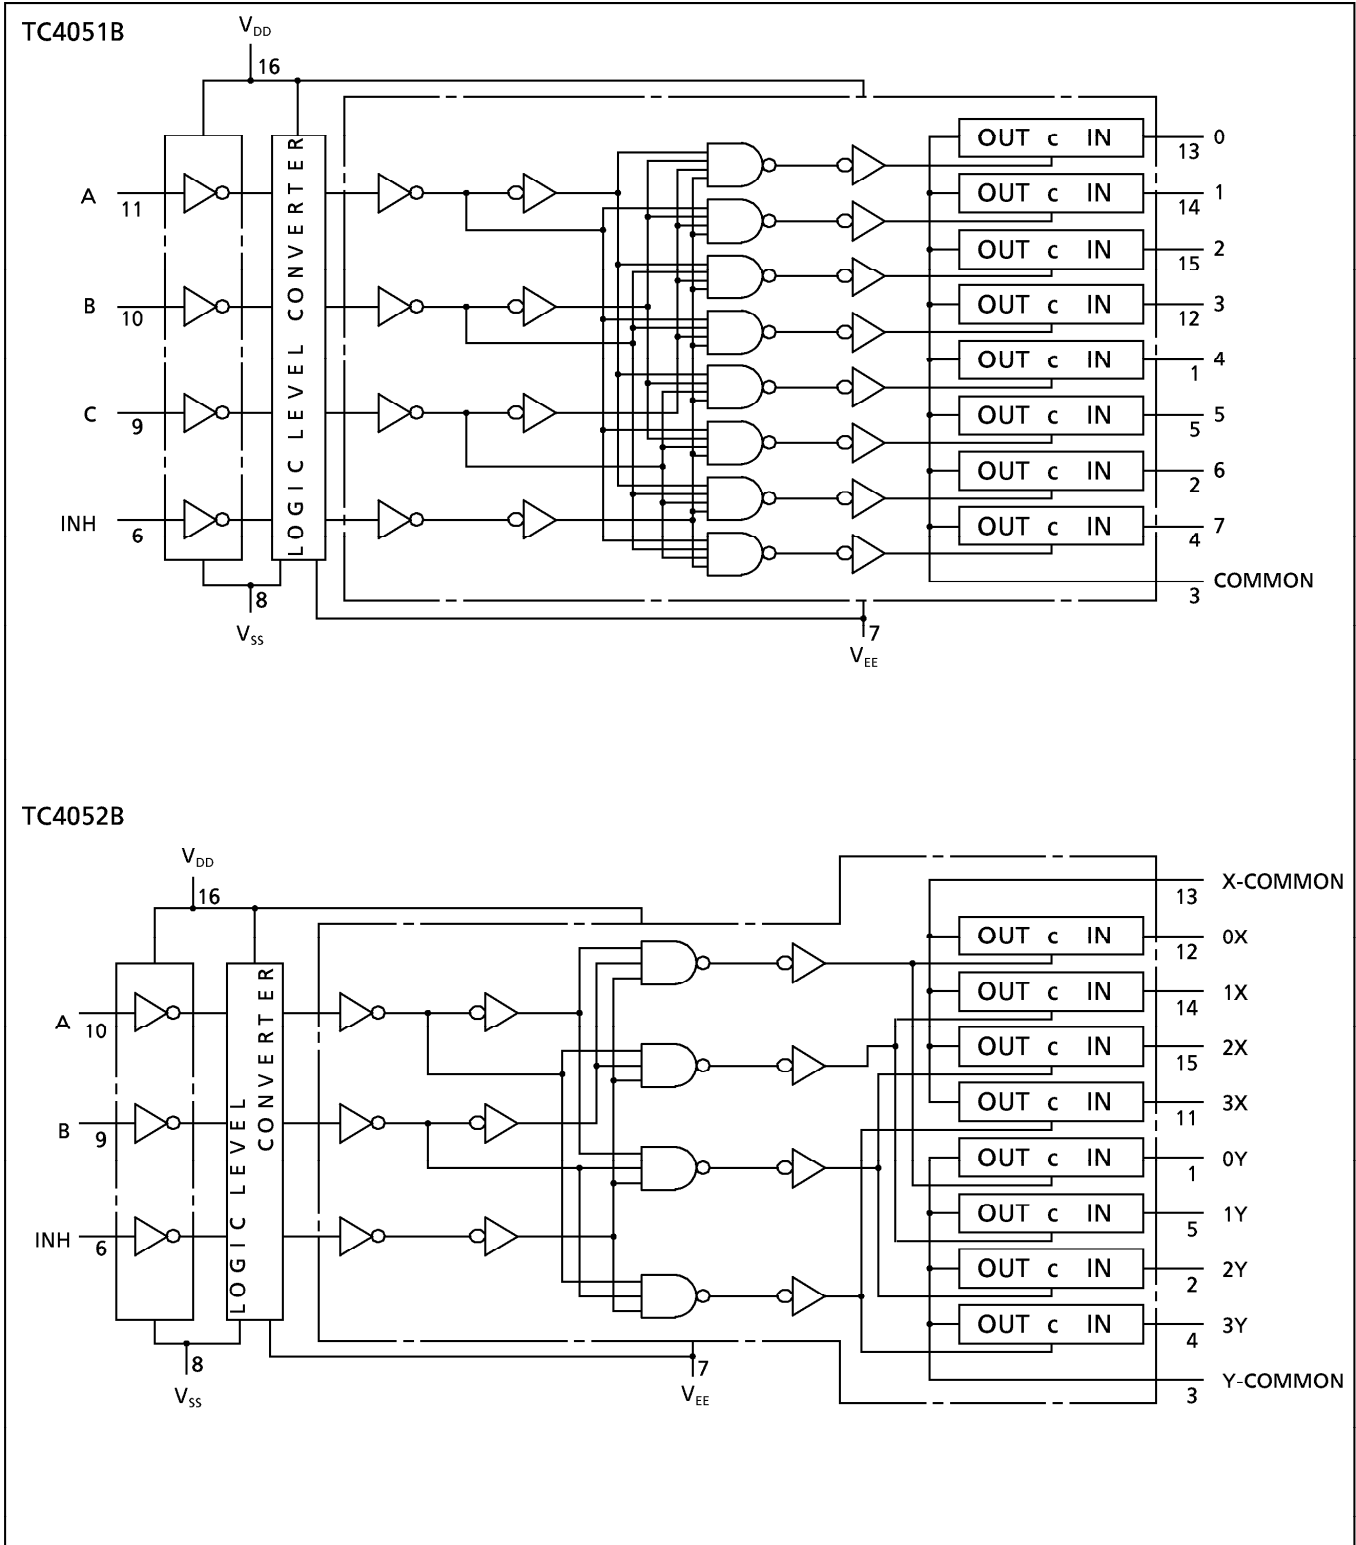 TC4051B
VDD
16
A
11
B
10
C
9
INH
6
LOGIC LEVEL CONVERTER
OUT c IN
13
0
OUT c IN
14
1
OUT c IN
15
2
OUT c IN
12
3
OUT c IN
1
4
OUT c IN
5
5
OUT c IN
2
6
OUT c IN
4
7
COMMON
3
8
VSS
7
VEE
TC4052B
VDD
16
A
10
B
9
INH
6
LOGIC LEVEL
CONVERTER
X-COMMON
13
OUT c IN
12
0X
OUT c IN
14
1X
OUT c IN
15
2X
OUT c IN
11
3X
OUT c IN
1
0Y
OUT c IN
5
1Y
OUT c IN
2
2Y
OUT c IN
4
3Y
Y-COMMON
3
8
VSS
7
VEE